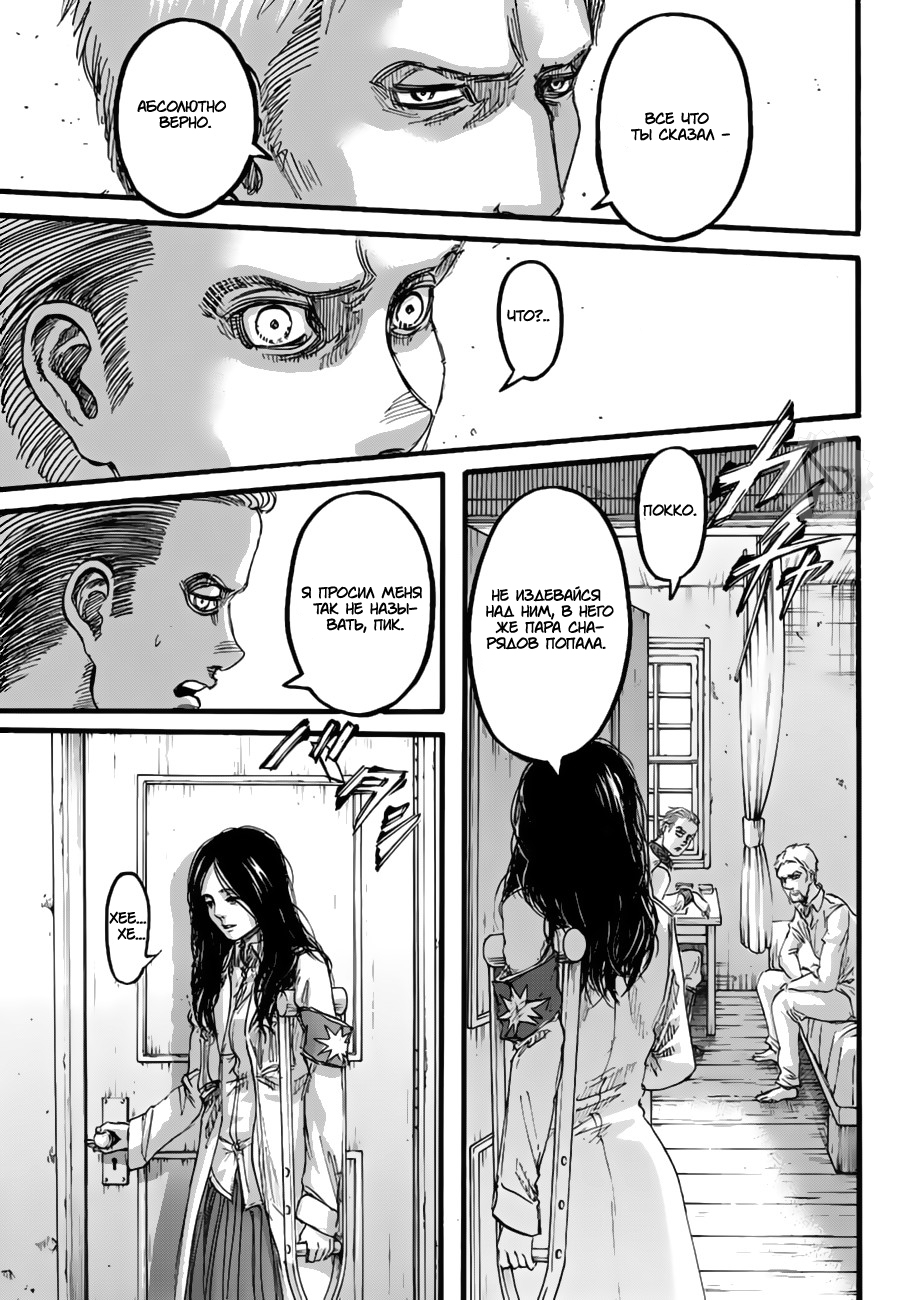 ВСЕ ЧТО
ТЫ СКАЗАЛ -
АБСОЛЮТНО
ВЕРНО.
ЧТО?..
ПОККО.
НЕ ИЗДЕВАЙСЯ
НАД НИМ, В НЕГО
ЖЕ ПАРА СНА-
РЯДОВ ПОПАЛА.
Я ПРОСИЛ МЕНЯ
ТАК НЕ НАЗЫ-
ВАТЬ, ПИК.
ХЕЕ...
ХЕ...